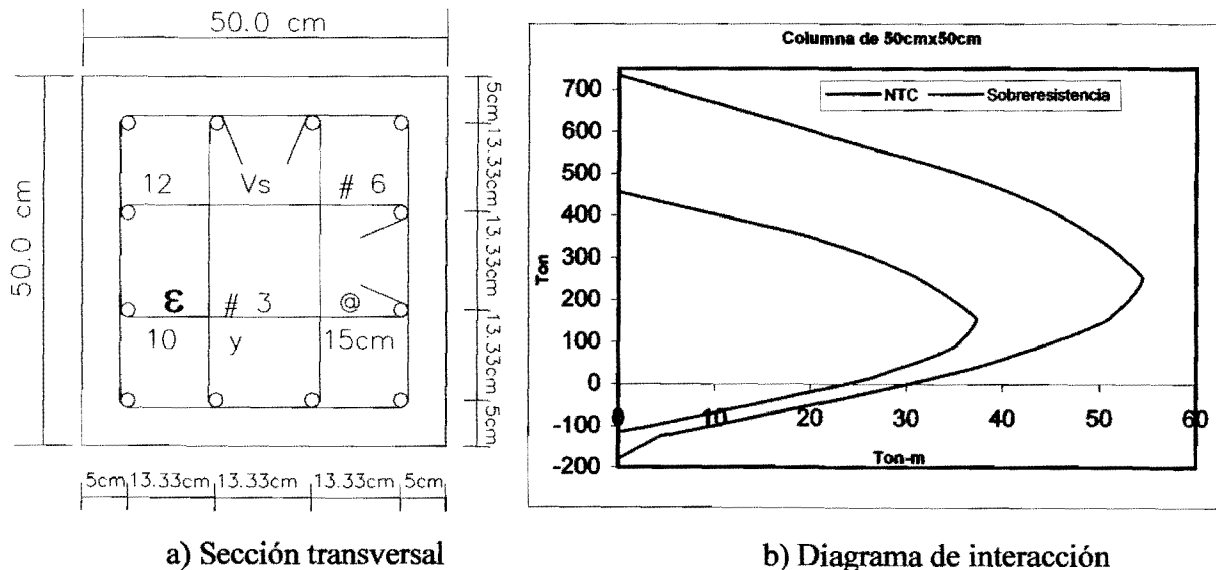 50.0 cm
50.0 cm
12 Vs # 6
ε # 3 @
10 y 15cm
5cm
13.33cm
13.33cm
13.33cm
5cm
5cm 13.33cm 13.33cm 13.33cm 5cm
a) Sección transversal
Columna de 50cmx50cm
NTC Sobreresistencia
Ton
700
600
500
400
300
200
100
0
-100
-200
0 10 20 30 40 50 60
Ton-m
b) Diagrama de interacción